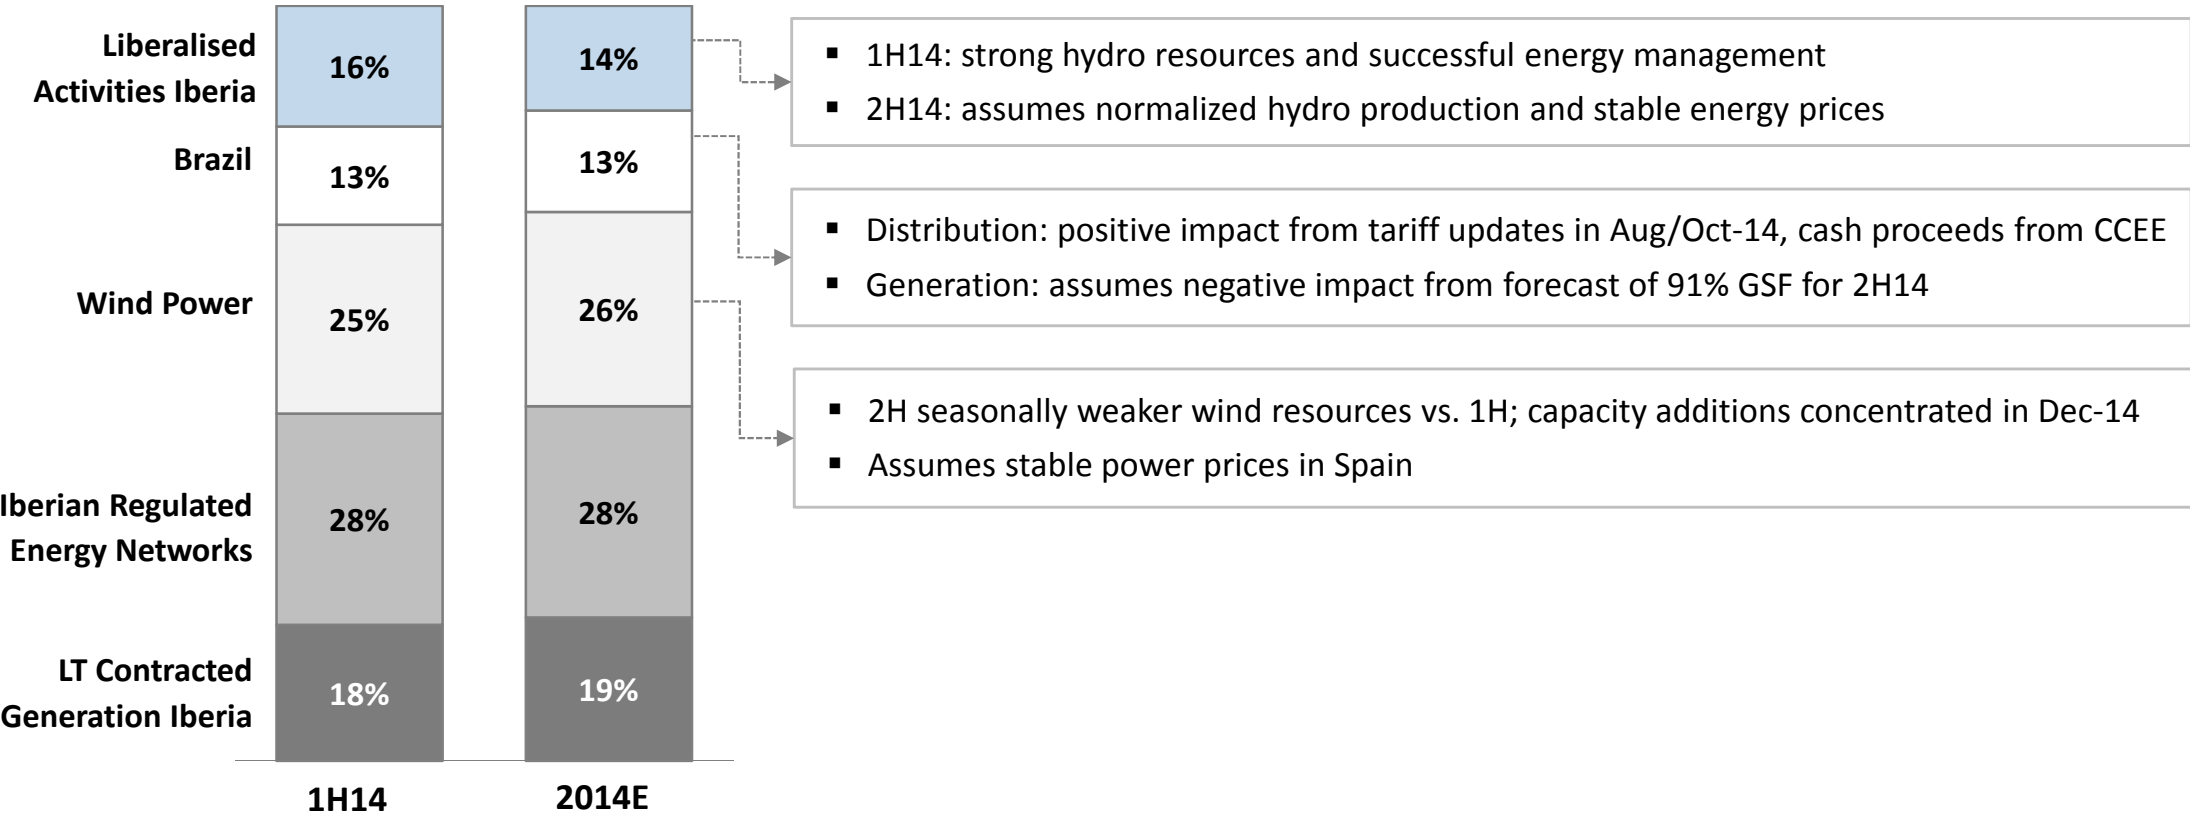 Liberalised
Activities Iberia
16%
14%
▪ 1H14: strong hydro resources and successful energy management
▪ 2H14: assumes normalized hydro production and stable energy prices
Brazil
13%
13%
▪ Distribution: positive impact from tariff updates in Aug/Oct-14, cash proceeds from CCEE
▪ Generation: assumes negative impact from forecast of 91% GSF for 2H14
Wind Power
25%
26%
▪ 2H seasonally weaker wind resources vs. 1H; capacity additions concentrated in Dec-14
▪ Assumes stable power prices in Spain
Iberian Regulated
Energy Networks
28%
28%
LT Contracted
Generation Iberia
18%
19%
1H14
2014E